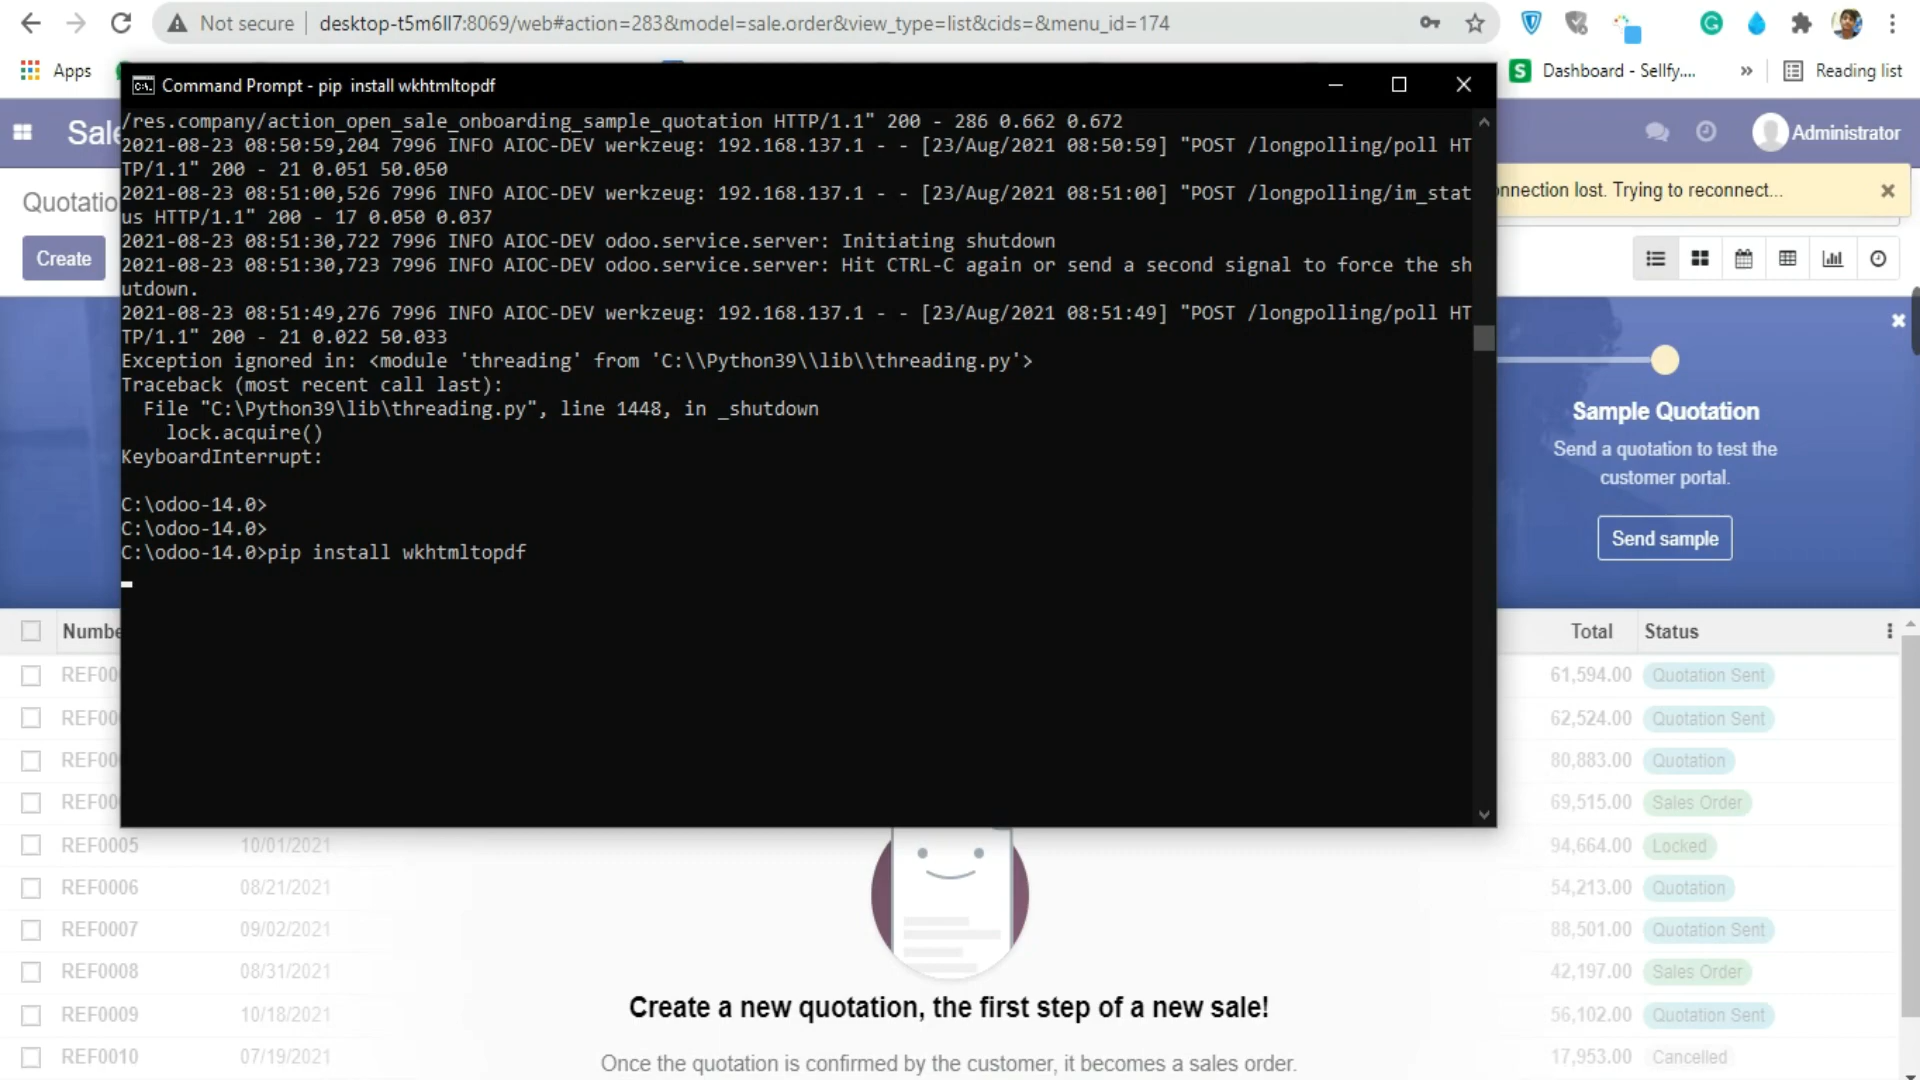 Not secure
desktop-t5m6ll7:8069/web#action=283&model=sale.order&view_type=list&cids=&menu_id=174
Apps
S Dashboard - Sellfy....
»
Reading list
Command Prompt - pip  install wkhtmltopdf
/res.company/action_open_sale_onboarding_sample_quotation HTTP/1.1" 200 - 286 0.662 0.672
2021-08-23 08:50:59,204 7996 INFO AIOC-DEV werkzeug: 192.168.137.1 - - [23/Aug/2021 08:50:59] "POST /longpolling/poll HT
TP/1.1" 200 - 21 0.051 50.050
2021-08-23 08:51:00,526 7996 INFO AIOC-DEV werkzeug: 192.168.137.1 - - [23/Aug/2021 08:51:00] "POST /longpolling/im_stat
us HTTP/1.1" 200 - 17 0.050 0.037
2021-08-23 08:51:30,722 7996 INFO AIOC-DEV odoo.service.server: Initiating shutdown
2021-08-23 08:51:30,723 7996 INFO AIOC-DEV odoo.service.server: Hit CTRL-C again or send a second signal to force the sh
utdown.
2021-08-23 08:51:49,276 7996 INFO AIOC-DEV werkzeug: 192.168.137.1 - - [23/Aug/2021 08:51:49] "POST /longpolling/poll HT
TP/1.1" 200 - 21 0.022 50.033
Exception ignored in: <module 'threading' from 'C:\\Python39\\lib\\threading.py'>
Traceback (most recent call last):
  File "C:\Python39\lib\threading.py", line 1448, in _shutdown
    lock.acquire()
KeyboardInterrupt:
C:\odoo-14.0>
C:\odoo-14.0>
C:\odoo-14.0>pip install wkhtmltopdf
Sale
Administrator
Quotatio
nnection lost. Trying to reconnect...
Create
Sample Quotation
Send a quotation to test the
customer portal.
Send sample
Numbe Total Status
REF00 61,594.00 Quotation Sent
REF00 62,524.00 Quotation Sent
REF00 80,883.00 Quotation
REF00 69,515.00 Sales Order
REF0005 10/01/2021 94,664.00 Locked
REF0006 08/21/2021 54,213.00 Quotation
REF0007 09/02/2021 88,501.00 Quotation Sent
REF0008 08/31/2021 42,197.00 Sales Order
REF0009 10/18/2021 56,102.00 Quotation Sent
REF0010 07/19/2021 17,953.00 Cancelled
Create a new quotation, the first step of a new sale!
Once the quotation is confirmed by the customer, it becomes a sales order.